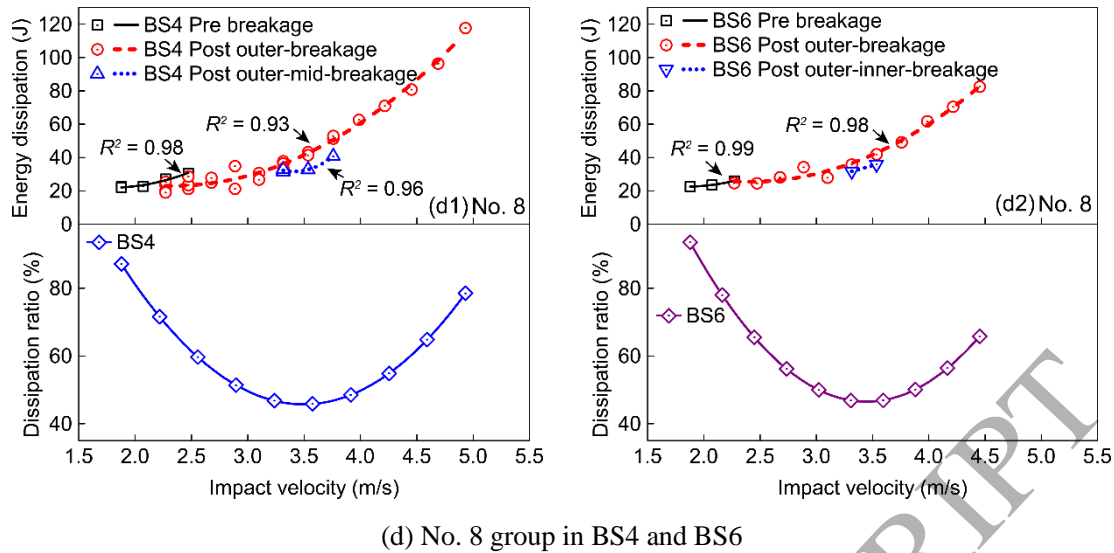 Energy dissipation (J)
120
100
80
60
40
20
0
BS4 Pre breakage
BS4 Post outer-breakage
BS4 Post outer-mid-breakage
R² = 0.93
R² = 0.98
R² = 0.96
(d1) No. 8
Dissipation ratio (%)
80
60
40
BS4
1.5 2.0 2.5 3.0 3.5 4.0 4.5 5.0 5.5
Impact velocity (m/s)
Energy dissipation (J)
120
100
80
60
40
20
0
BS6 Pre breakage
BS6 Post outer-breakage
BS6 Post outer-inner-breakage
R² = 0.98
R² = 0.99
(d2) No. 8
Dissipation ratio (%)
80
60
40
BS6
1.5 2.0 2.5 3.0 3.5 4.0 4.5 5.0 5.5
Impact velocity (m/s)
(d) No. 8 group in BS4 and BS6
RIPT